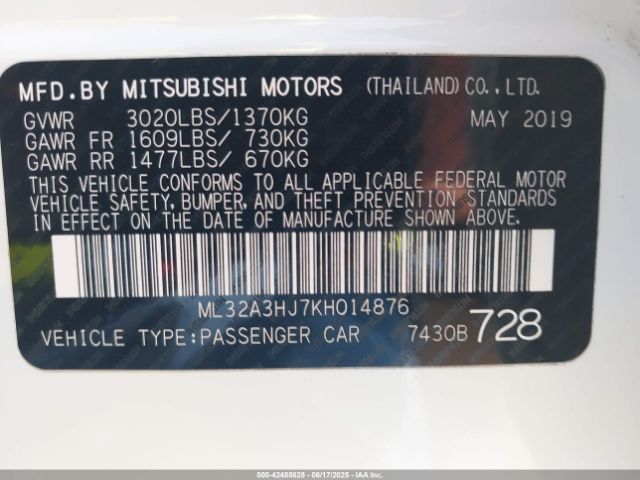 MFD.BY MITSUBISHI MOTORS (THAILAND)CO.,LTD.
GVWR 3020LBS/1370KG MAY 2019
GAWR FR 1609LBS/ 730KG
GAWR RR 1477LBS/ 670KG
THIS VEHICLE CONFORMS TO ALL APPLICABLE FEDERAL MOTOR
VEHICLE SAFETY, BUMPER, AND THEFT PREVENTION STANDARDS
IN EFFECT ON THE DATE OF MANUFACTURE SHOWN ABOVE.
ML32A3HJ7KH014876
VEHICLE TYPE:PASSENGER CAR 7430B 728
000-42485828 - 06/17/2025 - IAAI.COM